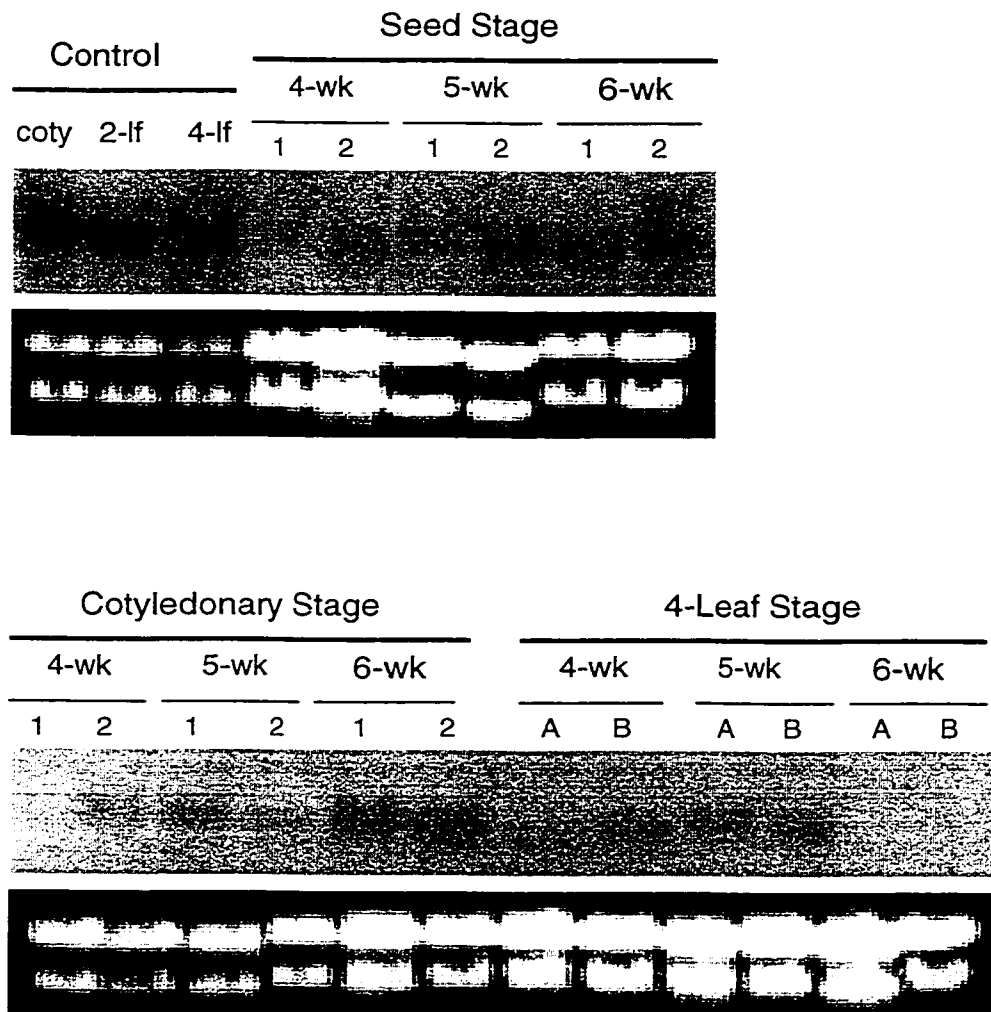 Seed Stage
Control
4-wk 5-wk 6-wk
coty 2-lf 4-lf
1 2 1 2 1 2
Cotyledonary Stage 4-Leaf Stage
4-wk 5-wk 6-wk 4-wk 5-wk 6-wk
1 2 1 2 1 2 A B A B A B